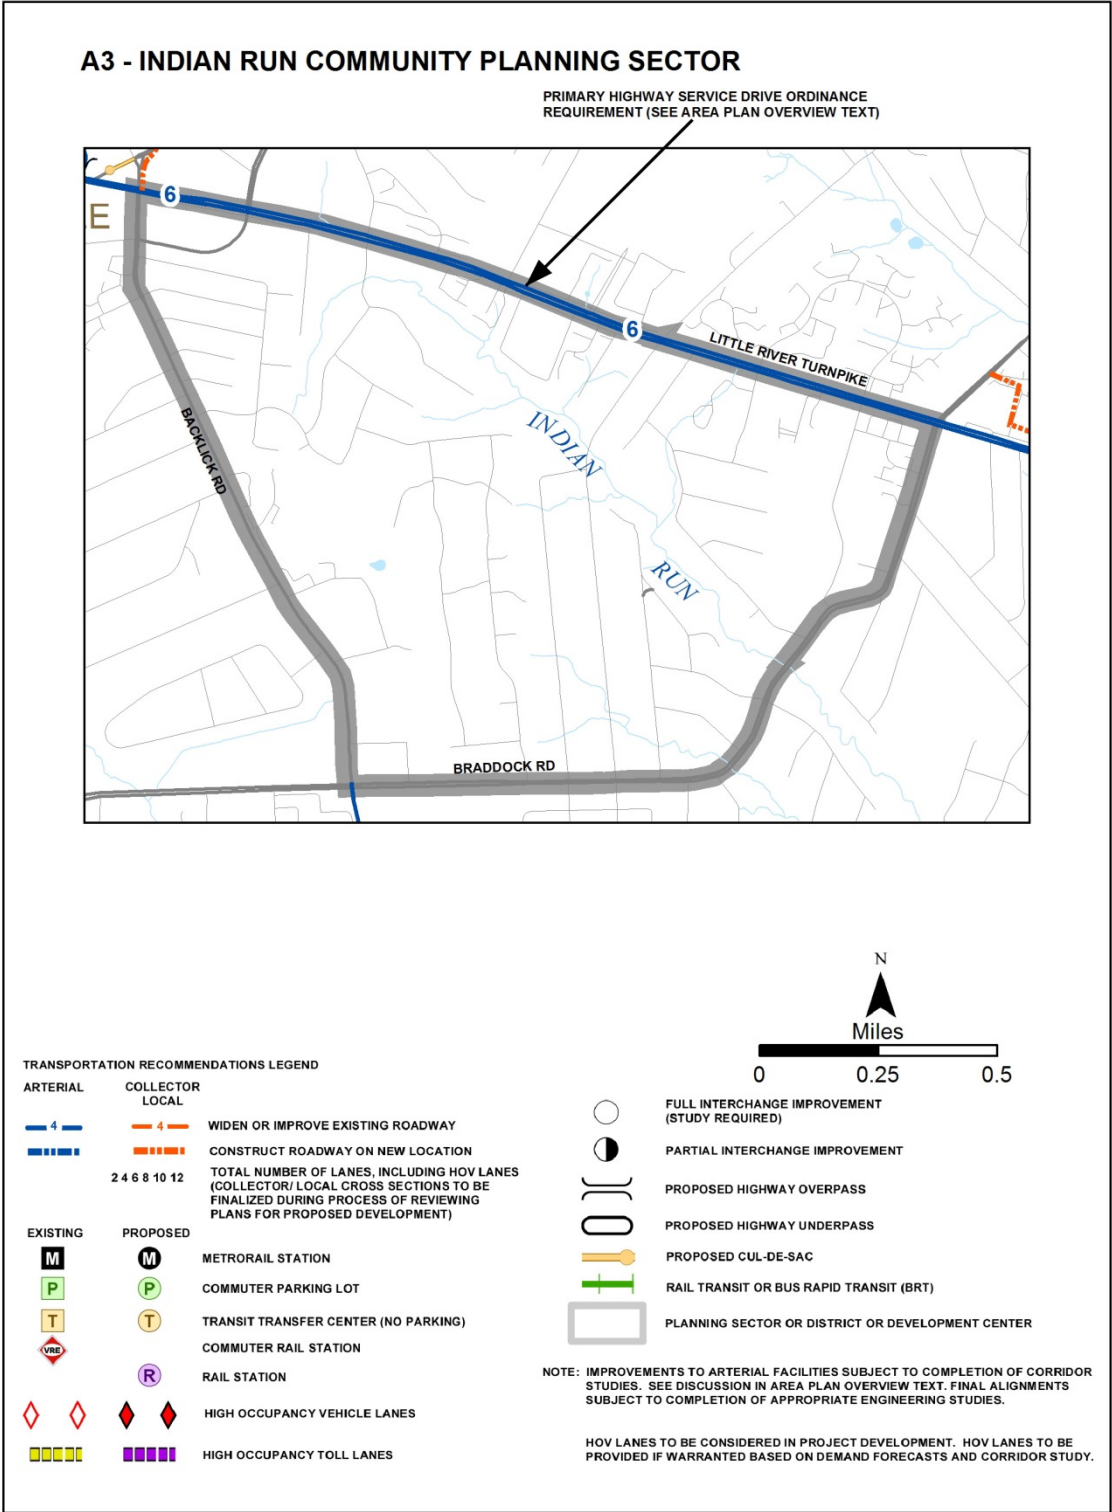 A3 - INDIAN RUN COMMUNITY PLANNING SECTOR
PRIMARY HIGHWAY SERVICE DRIVE ORDINANCE
REQUIREMENT (SEE AREA PLAN OVERVIEW TEXT)
6
E
6
LITTLE RIVER TURNPIKE
BACKLICK RD
INDIAN
RUN
BRADDOCK RD
N
Miles
0 0.25 0.5
TRANSPORTATION RECOMMENDATIONS LEGEND
ARTERIAL COLLECTOR
LOCAL
4 4 WIDEN OR IMPROVE EXISTING ROADWAY
CONSTRUCT ROADWAY ON NEW LOCATION
2 4 6 8 10 12 TOTAL NUMBER OF LANES, INCLUDING HOV LANES
(COLLECTOR/ LOCAL CROSS SECTIONS TO BE
FINALIZED DURING PROCESS OF REVIEWING
PLANS FOR PROPOSED DEVELOPMENT)
EXISTING PROPOSED
M M METRORAIL STATION
P P COMMUTER PARKING LOT
T T TRANSIT TRANSFER CENTER (NO PARKING)
VRE COMMUTER RAIL STATION
R RAIL STATION
HIGH OCCUPANCY VEHICLE LANES
HIGH OCCUPANCY TOLL LANES
FULL INTERCHANGE IMPROVEMENT
(STUDY REQUIRED)
PARTIAL INTERCHANGE IMPROVEMENT
PROPOSED HIGHWAY OVERPASS
PROPOSED HIGHWAY UNDERPASS
PROPOSED CUL-DE-SAC
RAIL TRANSIT OR BUS RAPID TRANSIT (BRT)
PLANNING SECTOR OR DISTRICT OR DEVELOPMENT CENTER
NOTE: IMPROVEMENTS TO ARTERIAL FACILITIES SUBJECT TO COMPLETION OF CORRIDOR
STUDIES. SEE DISCUSSION IN AREA PLAN OVERVIEW TEXT. FINAL ALIGNMENTS
SUBJECT TO COMPLETION OF APPROPRIATE ENGINEERING STUDIES.
HOV LANES TO BE CONSIDERED IN PROJECT DEVELOPMENT. HOV LANES TO BE
PROVIDED IF WARRANTED BASED ON DEMAND FORECASTS AND CORRIDOR STUDY.